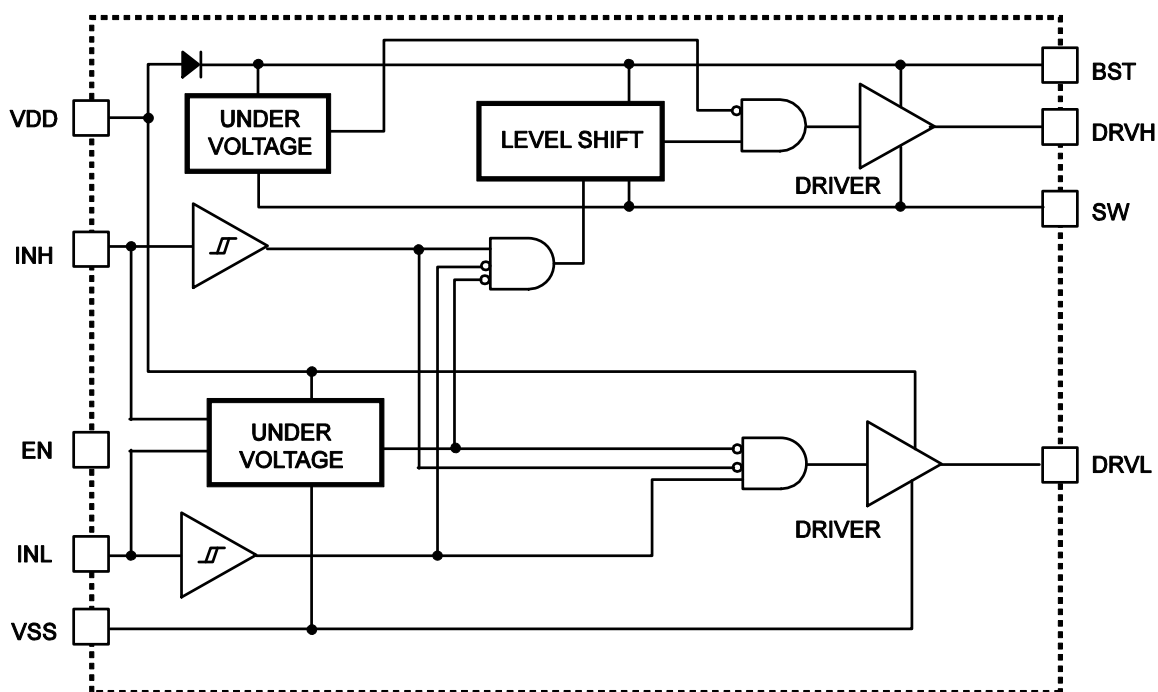 VDD
UNDER
VOLTAGE
LEVEL SHIFT
DRIVER
BST
DRVH
SW
INH
EN
UNDER
VOLTAGE
DRIVER
DRVL
INL
VSS